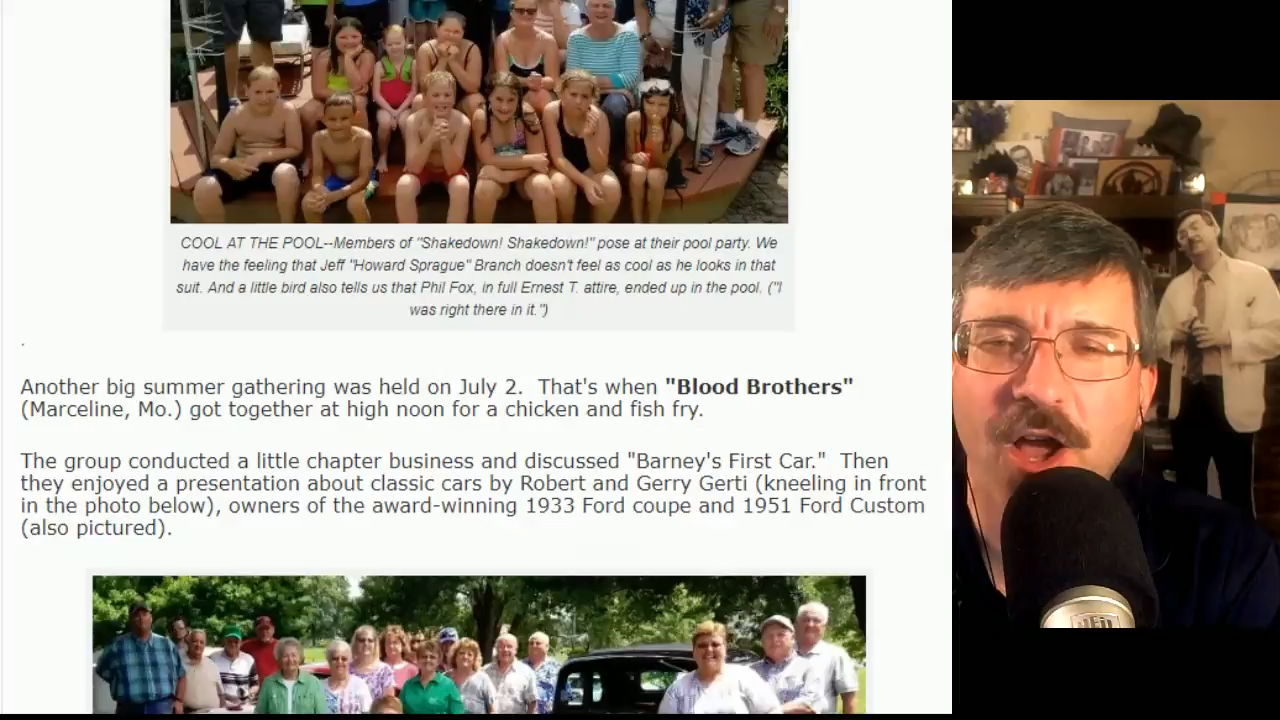 COOL AT THE POOL--Members of "Shakedown! Shakedown!" pose at their pool party. We
have the feeling that Jeff "Howard Sprague" Branch doesn't feel as cool as he looks in that
suit. And a little bird also tells us that Phil Fox, in full Ernest T. attire, ended up in the pool. ("I
was right there in it.")
.
Another big summer gathering was held on July 2.  That's when "Blood Brothers"
(Marceline, Mo.) got together at high noon for a chicken and fish fry.
The group conducted a little chapter business and discussed "Barney's First Car."  Then
they enjoyed a presentation about classic cars by Robert and Gerry Gerti (kneeling in front
in the photo below), owners of the award-winning 1933 Ford coupe and 1951 Ford Custom
(also pictured).